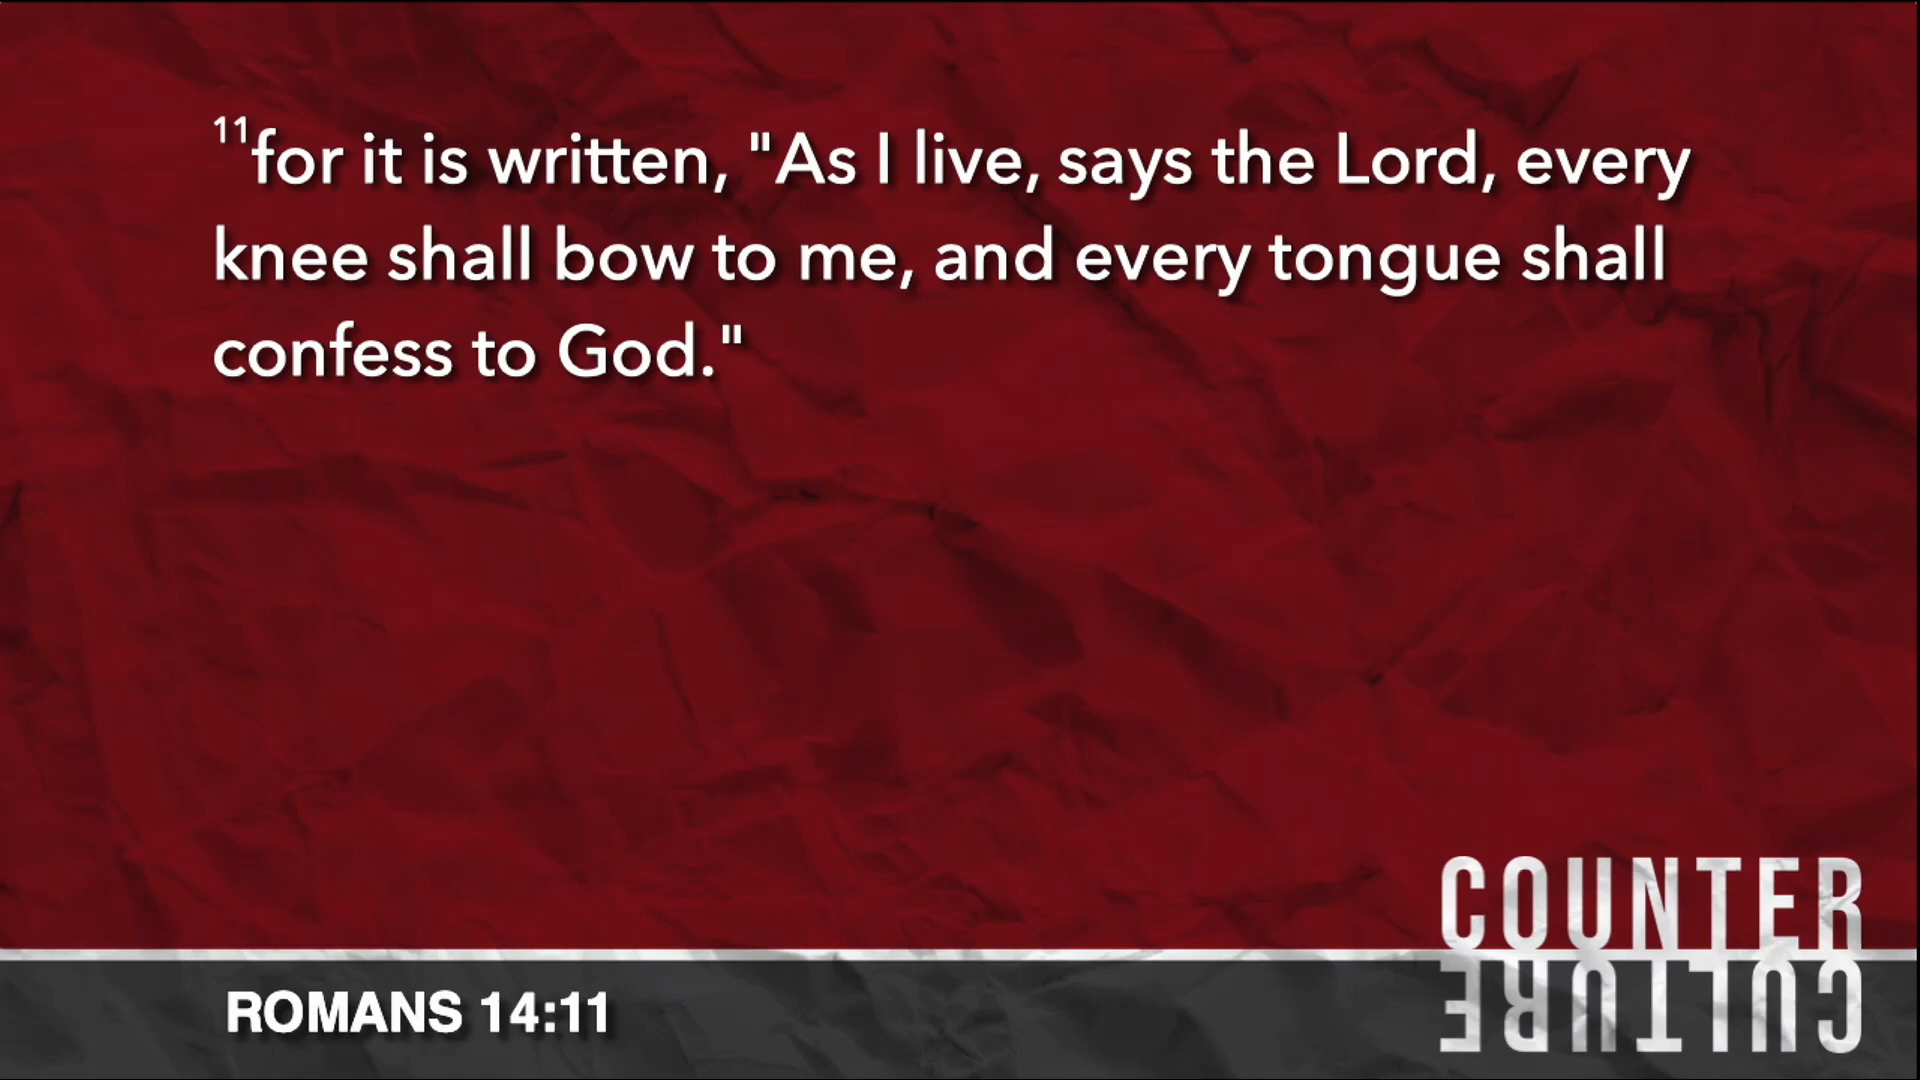 11for it is written, "As I live, says the Lord, every
knee shall bow to me, and every tongue shall
confess to God."
COUNTER
CULTURE
ROMANS 14:11